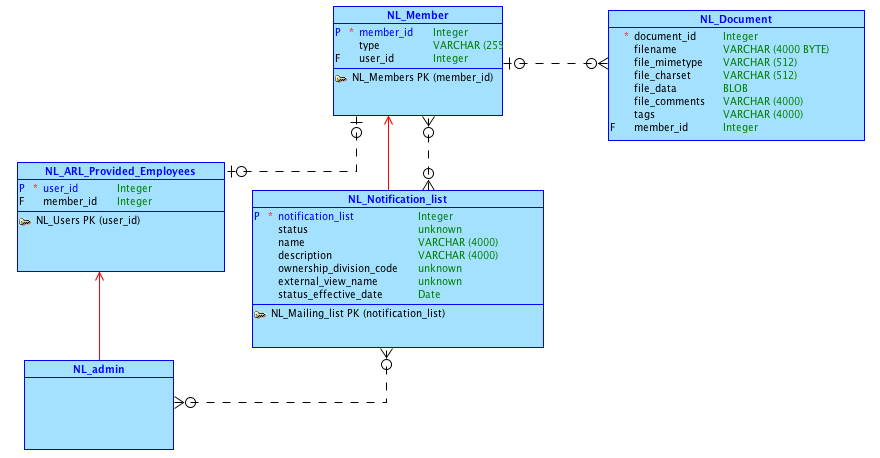 NL_Member
P * member_id Integer
type VARCHAR (255
F user_id Integer
NL_Members PK (member_id)
NL_Document
* document_id Integer
filename VARCHAR (4000 BYTE)
file_mimetype VARCHAR (512)
file_charset VARCHAR (512)
file_data BLOB
file_comments VARCHAR (4000)
tags VARCHAR (4000)
F member_id Integer
NL_ARL_Provided_Employees
P * user_id Integer
F member_id Integer
NL_Users PK (user_id)
NL_Notification_list
P * notification_list Integer
status unknown
name VARCHAR (4000)
description VARCHAR (4000)
ownership_division_code unknown
external_view_name unknown
status_effective_date Date
NL_Mailing_list PK (notification_list)
NL_admin